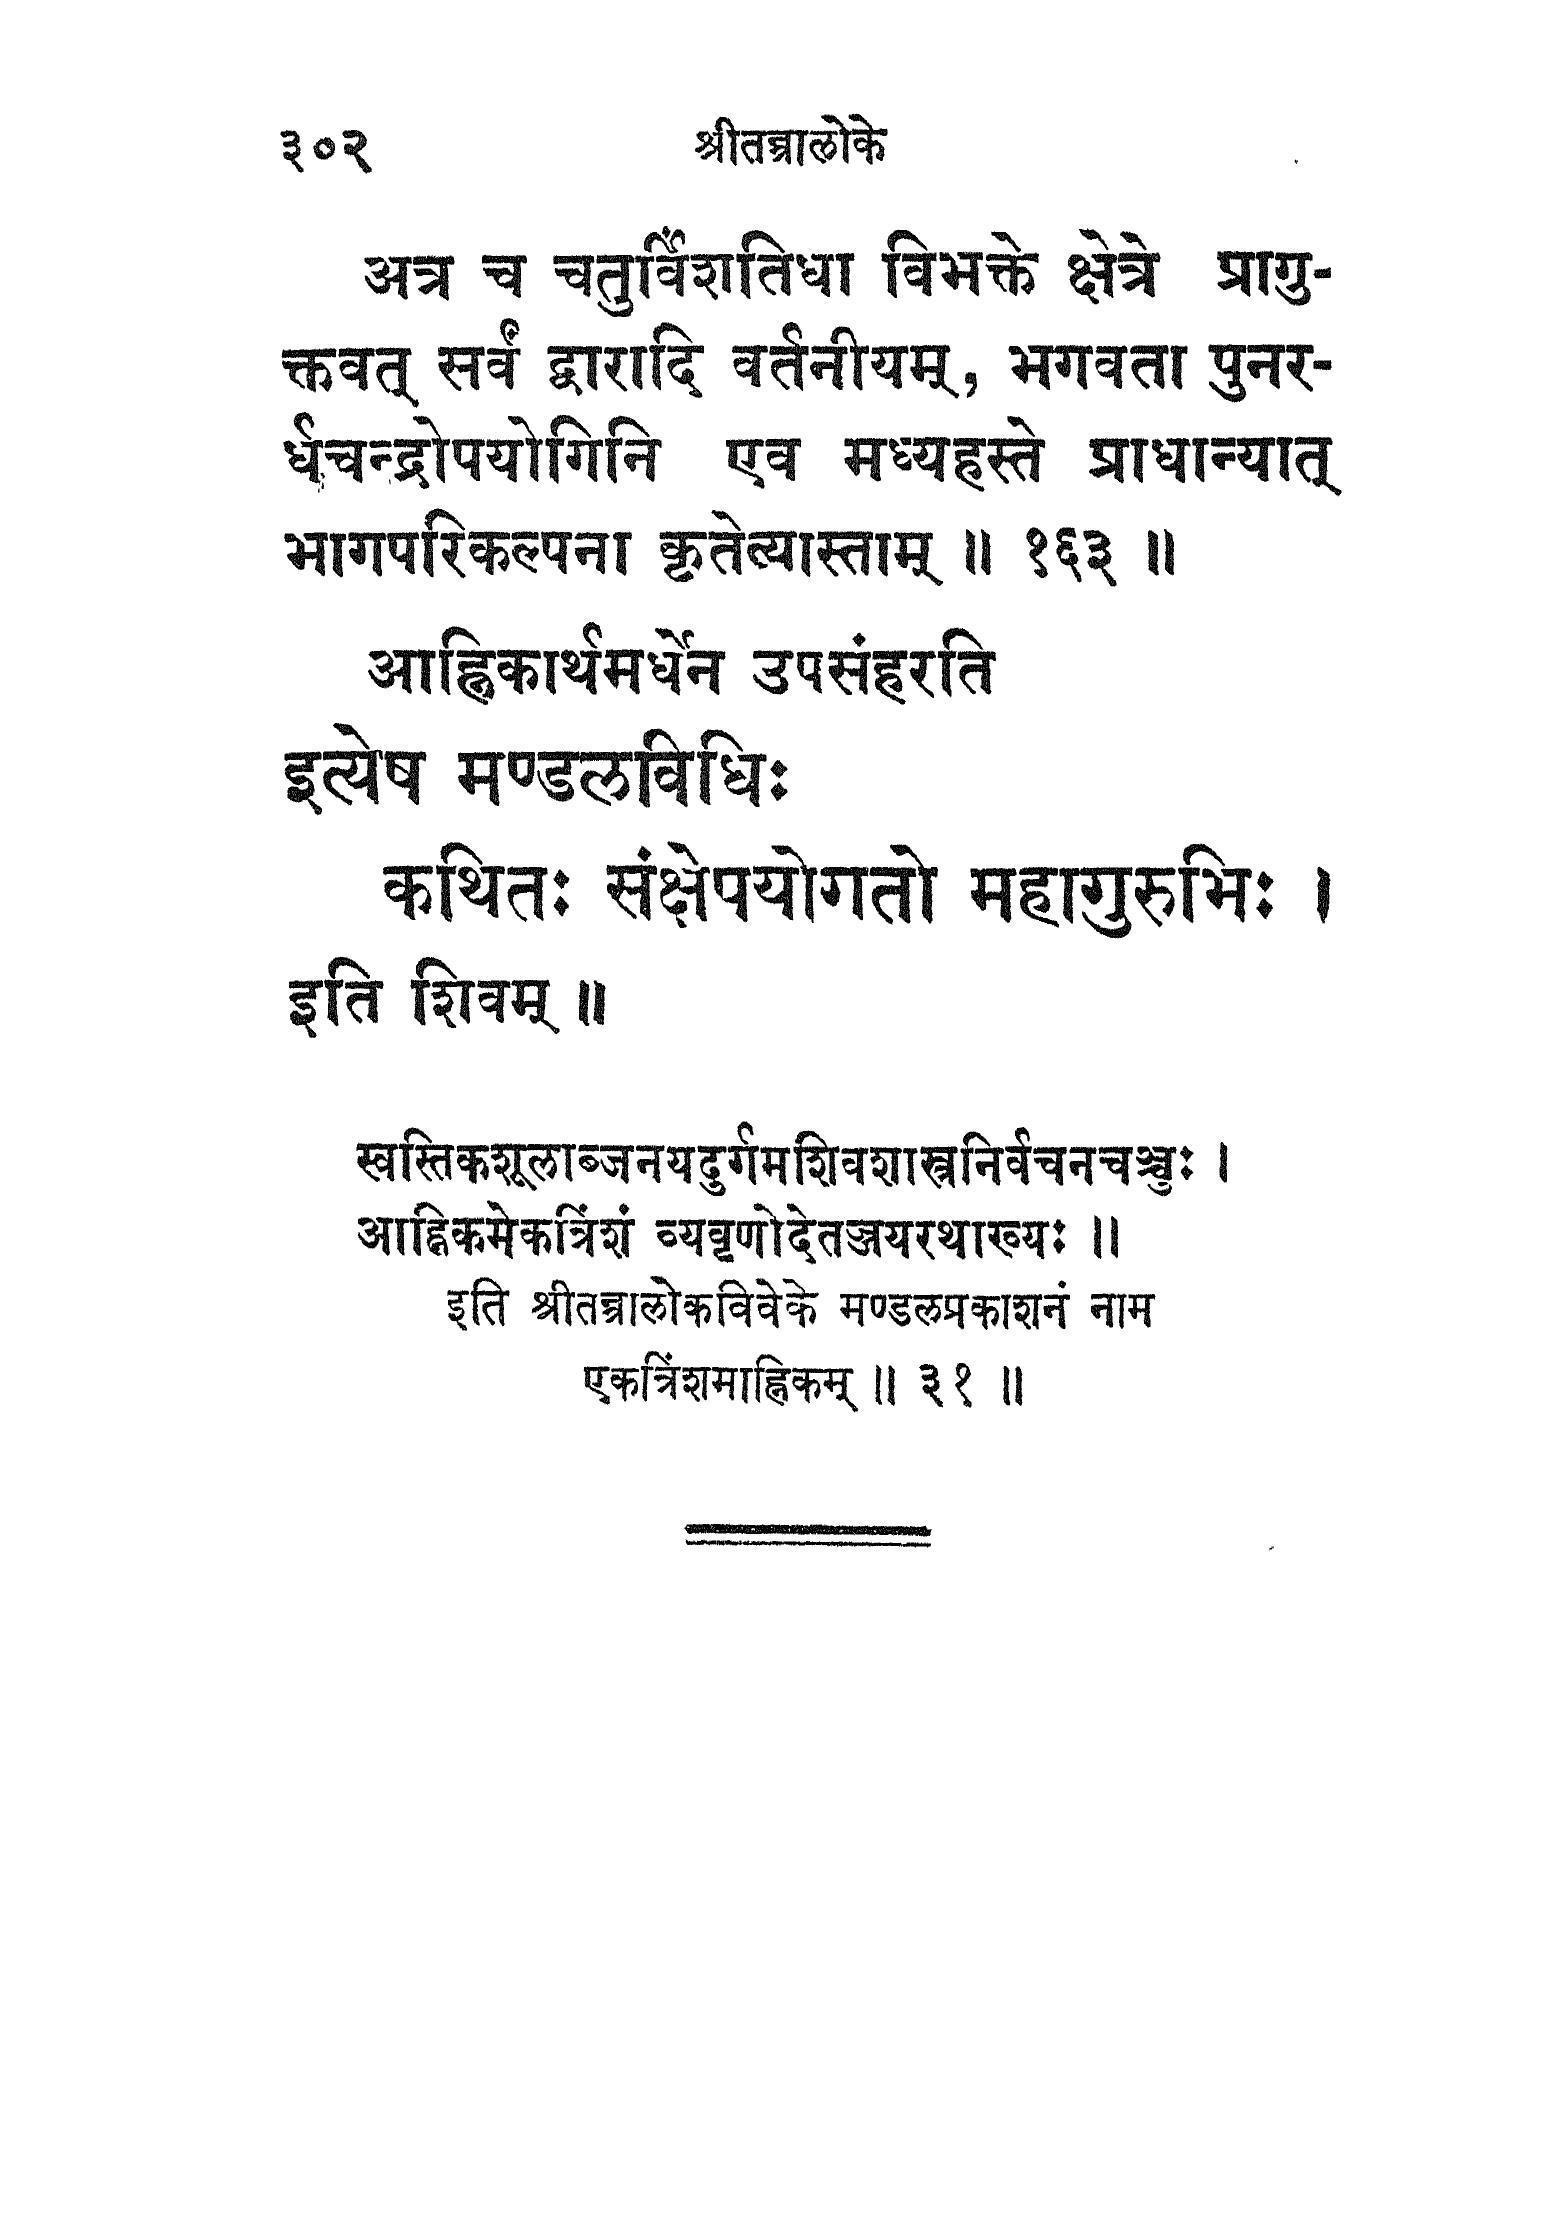 ३०२ श्रीतन्त्रालोके
अत्र च चतुर्विंशतिधा विभक्ते क्षेत्रे प्रागु-
क्तवत् सर्वं द्वारादि वर्तनीयम्, भगवता पुनर-
र्धचन्द्रोपयोगिनि एव मध्यहस्ते प्राधान्यात्
भागपरिकल्पना कृतेत्यास्ताम् ॥ १६३ ॥
आह्निकार्थमर्धेन उपसंहरति
इत्येष मण्डलविधिः
कथितः संक्षेपयोगतो महागुरुभिः ।
इति शिवम् ॥
स्वस्तिकशूलाब्जनयदुर्गमशिवशास्त्रनिर्वचनचञ्चुः ।
आह्निकमेकत्रिंशं व्यवृणोदेतज्जयरथाख्यः ॥
इति श्रीतन्त्रालोकविवेके मण्डलप्रकाशनं नाम
एकत्रिंशमाह्निकम् ॥ ३१ ॥